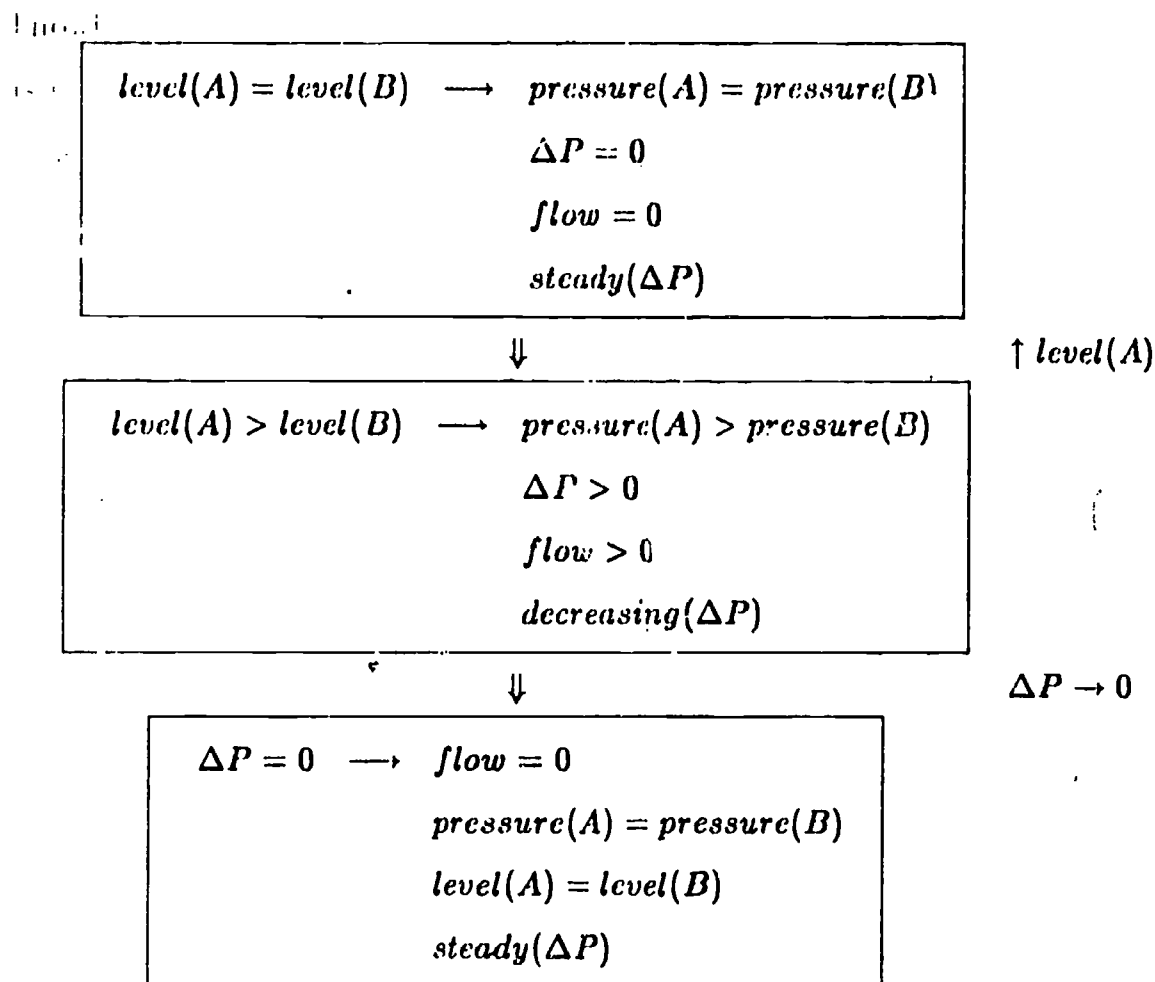 level(A) = level(B) → pressure(A) = pressure(B)
ΔP = 0
flow = 0
steady(ΔP)
⇓ ↑ level(A)
level(A) > level(B) → pressure(A) > pressure(B)
ΔP > 0
flow > 0
decreasing(ΔP)
⇓ ΔP → 0
ΔP = 0 → flow = 0
pressure(A) = pressure(B)
level(A) = level(B)
steady(ΔP)